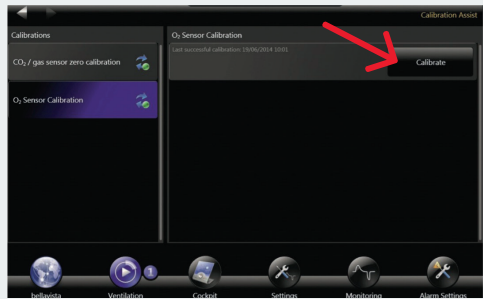 Calibration Assist
Calibrations
O₂ Sensor Calibration
CO₂ / gas sensor zero calibration
Last successful calibration: 19/06/2014 10:01
Calibrate
O₂ Sensor Calibration
1
bellavista
Ventilation
Cockpit
Settings
Monitoring
Alarm Settings